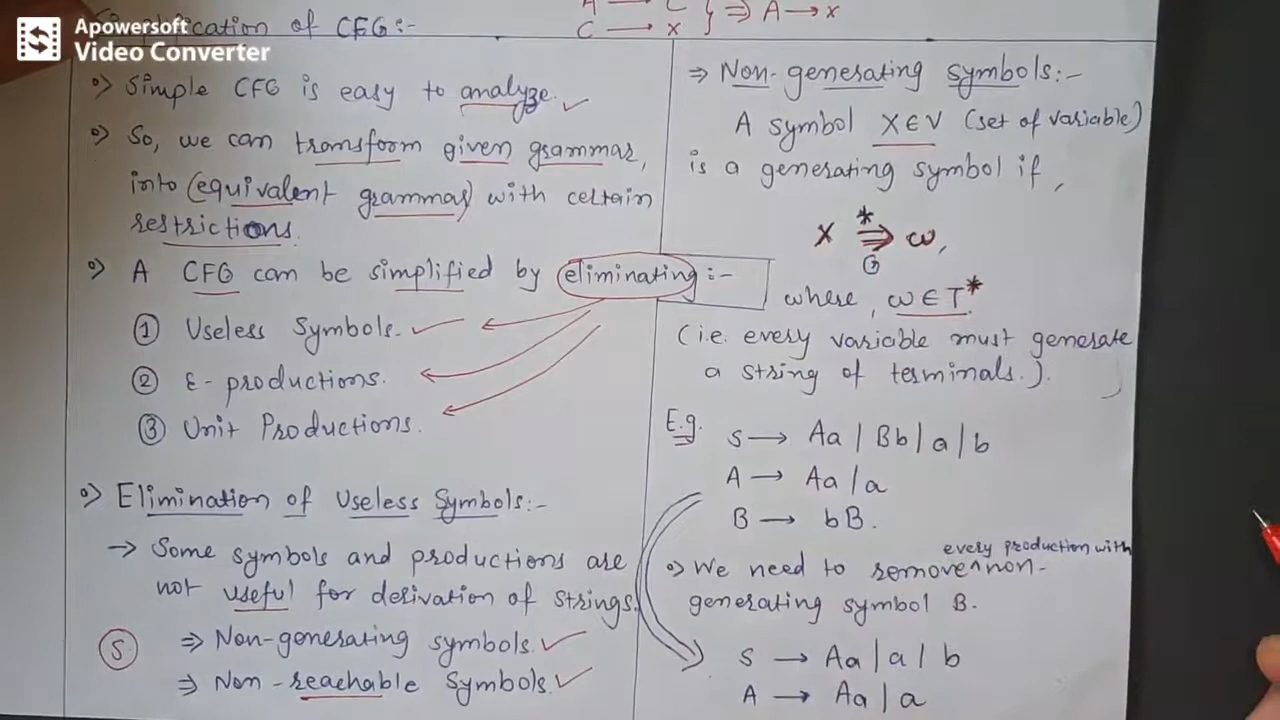 Apowersoft
Video Converter
of CFG:-
C → x } ⇒ A → x
•> Simple CFG is easy to analyze. ✓
•> So, we can transform given grammar,
into (equivalent grammar) with certain
restrictions.
•> A CFG can be simplified by eliminating :-
① Useless Symbols. ✓
② ε- productions.
③ Unit Productions.
•> Elimination of Useless Symbols:-
→ Some symbols and productions are
not useful for derivation of strings.
S ⇒ Non-generating symbols. ✓
⇒ Non-reachable Symbols. ✓
⇒ Non-generating symbols:-
A symbol X∈V (set of variable)
is a generating symbol if,
X *⇒G ω,
where, ω∈T*
(i.e. every variable must generate
a string of terminals.).
E.g. S → Aa | Bb | a | b
A → Aa | a
B → bB.
every production with
•> We need to remove ^ non-
generating symbol B.
S → Aa | a | b
A → Aa | a